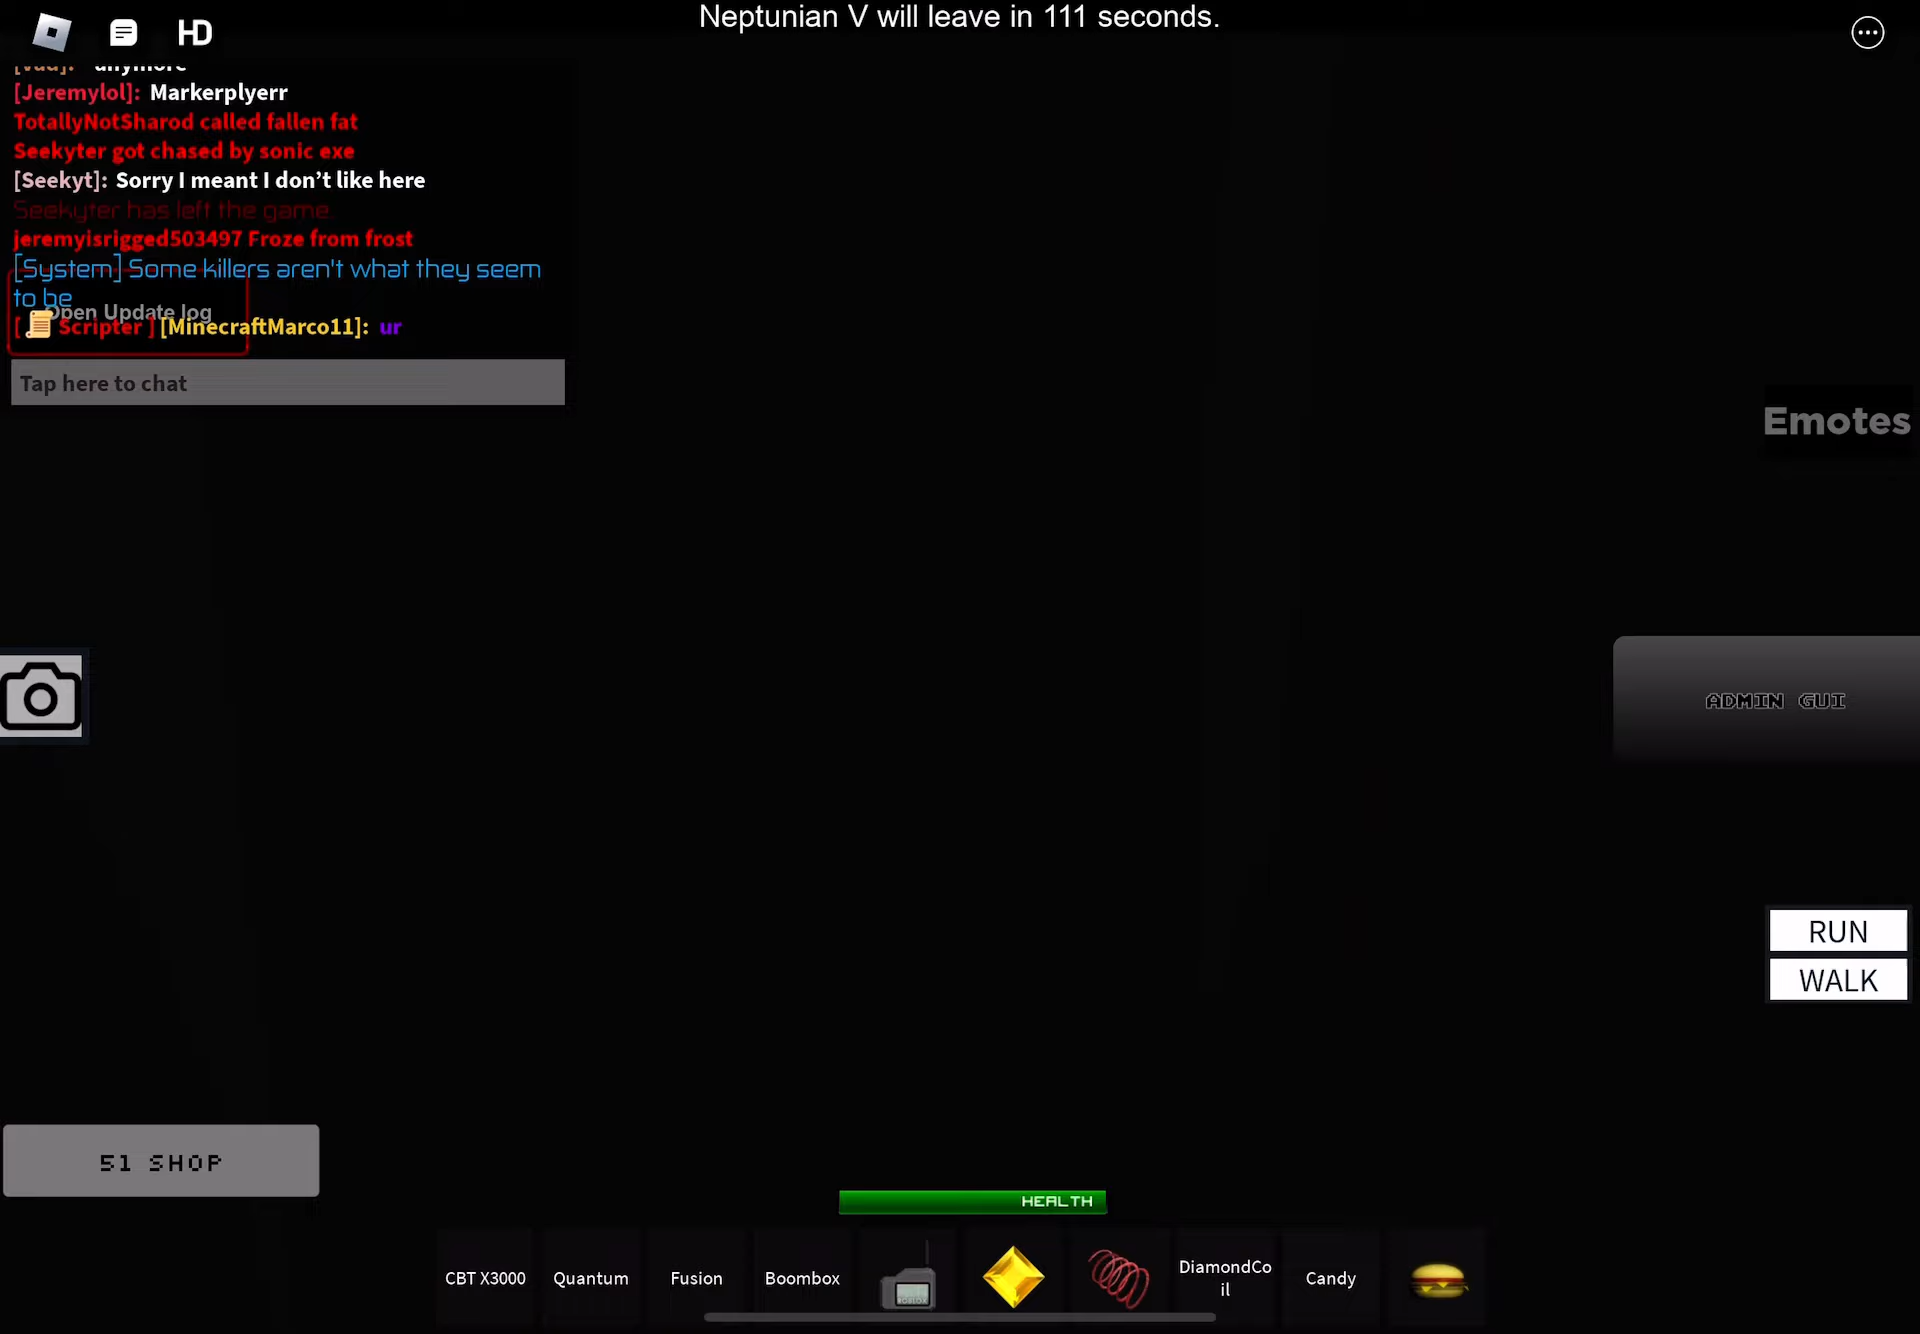 HD
Neptunian V will leave in 111 seconds.
anymore
[Jeremylol]: Markerplyerr
TotallyNotSharod called fallen fat
Seekyter got chased by sonic exe
[Seekyt]: Sorry I meant I don’t like here
Seekyter has left the game.
jeremyisrigged503497 Froze from frost
[System] Some killers aren't what they seem
to be
Open Update log
[ Scripter ] [MinecraftMarco11]: ur
Tap here to chat
Emotes
ADMIN GUI
RUN
WALK
51 SHOP
HEALTH
CBT X3000
Quantum
Fusion
Boombox
DiamondCo
il
Candy